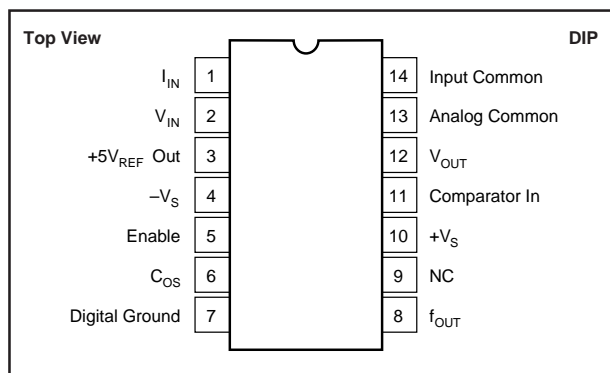 Top View
DIP
I_IN 1
V_IN 2
+5V_REF Out 3
–V_S 4
Enable 5
C_OS 6
Digital Ground 7
14 Input Common
13 Analog Common
12 V_OUT
11 Comparator In
10 +V_S
9 NC
8 f_OUT